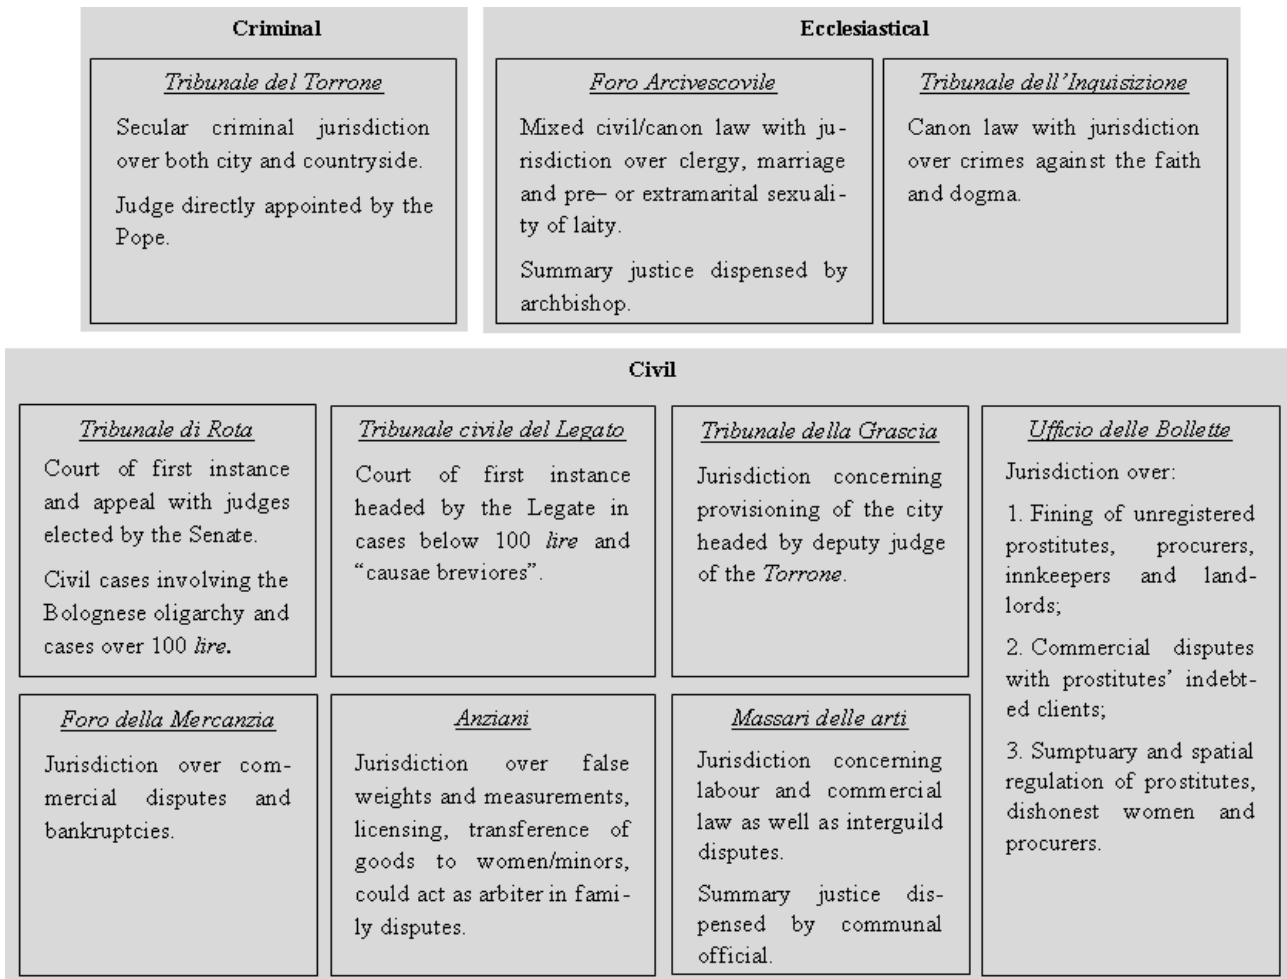 Criminal
Tribunale del Torrone
Secular criminal jurisdiction
over both city and countryside.
Judge directly appointed by the
Pope.
Ecclesiastical
Foro Arcivescovile
Mixed civil/canon law with ju-
risdiction over clergy, marriage
and pre– or extramarital sexuali-
ty of laity.
Summary justice dispensed by
archbishop.
Tribunale dell'Inquisizione
Canon law with jurisdiction
over crimes against the faith
and dogma.
Civil
Tribunale di Rota
Court of first instance
and appeal with judges
elected by the Senate.
Civil cases involving the
Bolognese oligarchy and
cases over 100 lire.
Tribunale civile del Legato
Court of first instance
headed by the Legate in
cases below 100 lire and
“causae breviores”.
Tribunale della Grascia
Jurisdiction concerning
provisioning of the city
headed by deputy judge
of the Torrone.
Ufficio delle Bollette
Jurisdiction over:
1. Fining of unregistered
prostitutes, procurers,
innkeepers and land-
lords;
2. Commercial disputes
with prostitutes’ indebt-
ed clients;
3. Sumptuary and spatial
regulation of prostitutes,
dishonest women and
procurers.
Foro della Mercanzia
Jurisdiction over com-
mercial disputes and
bankruptcies.
Anziani
Jurisdiction over false
weights and measurements,
licensing, transference of
goods to women/minors,
could act as arbiter in fami-
ly disputes.
Massari delle arti
Jurisdiction concerning
labour and commercial
law as well as interguild
disputes.
Summary justice dis-
pensed by communal
official.